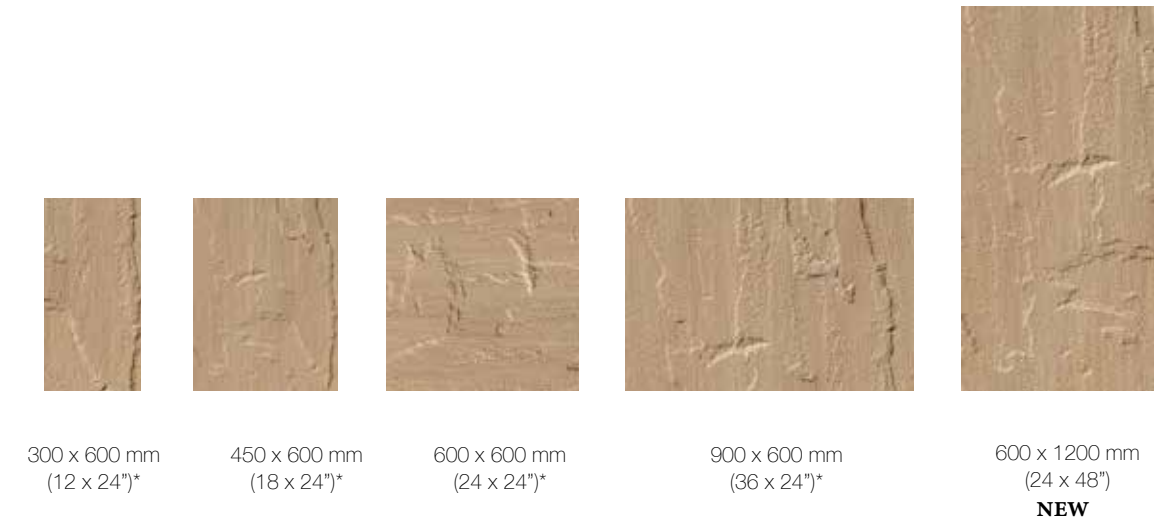 300 x 600 mm
(12 x 24”)*
450 x 600 mm
(18 x 24”)*
600 x 600 mm
(24 x 24”)*
900 x 600 mm
(36 x 24”)*
600 x 1200 mm
(24 x 48”)
NEW